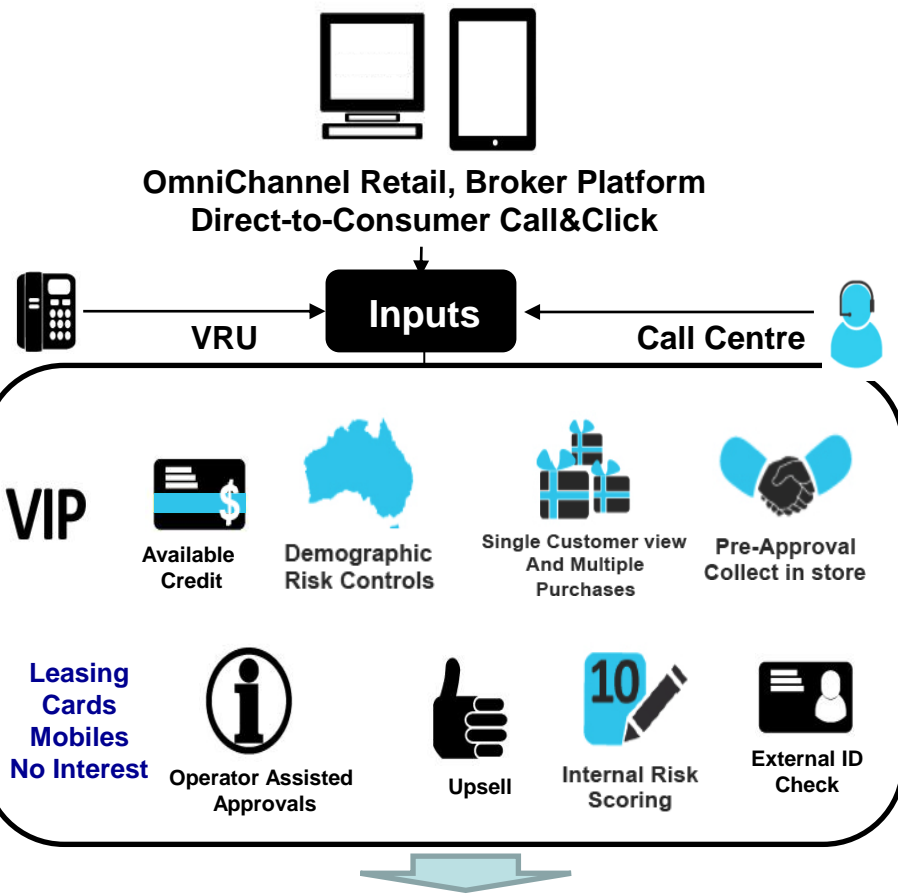 OmniChannel Retail, Broker Platform
Direct-to-Consumer Call&Click
Inputs
VRU
Call Centre
VIP
$
Available
Credit
Demographic
Risk Controls
Single Customer view
And Multiple
Purchases
Pre-Approval
Collect in store
Leasing
Cards
Mobiles
No Interest
i
Operator Assisted
Approvals
Upsell
10
Internal Risk
Scoring
External ID
Check